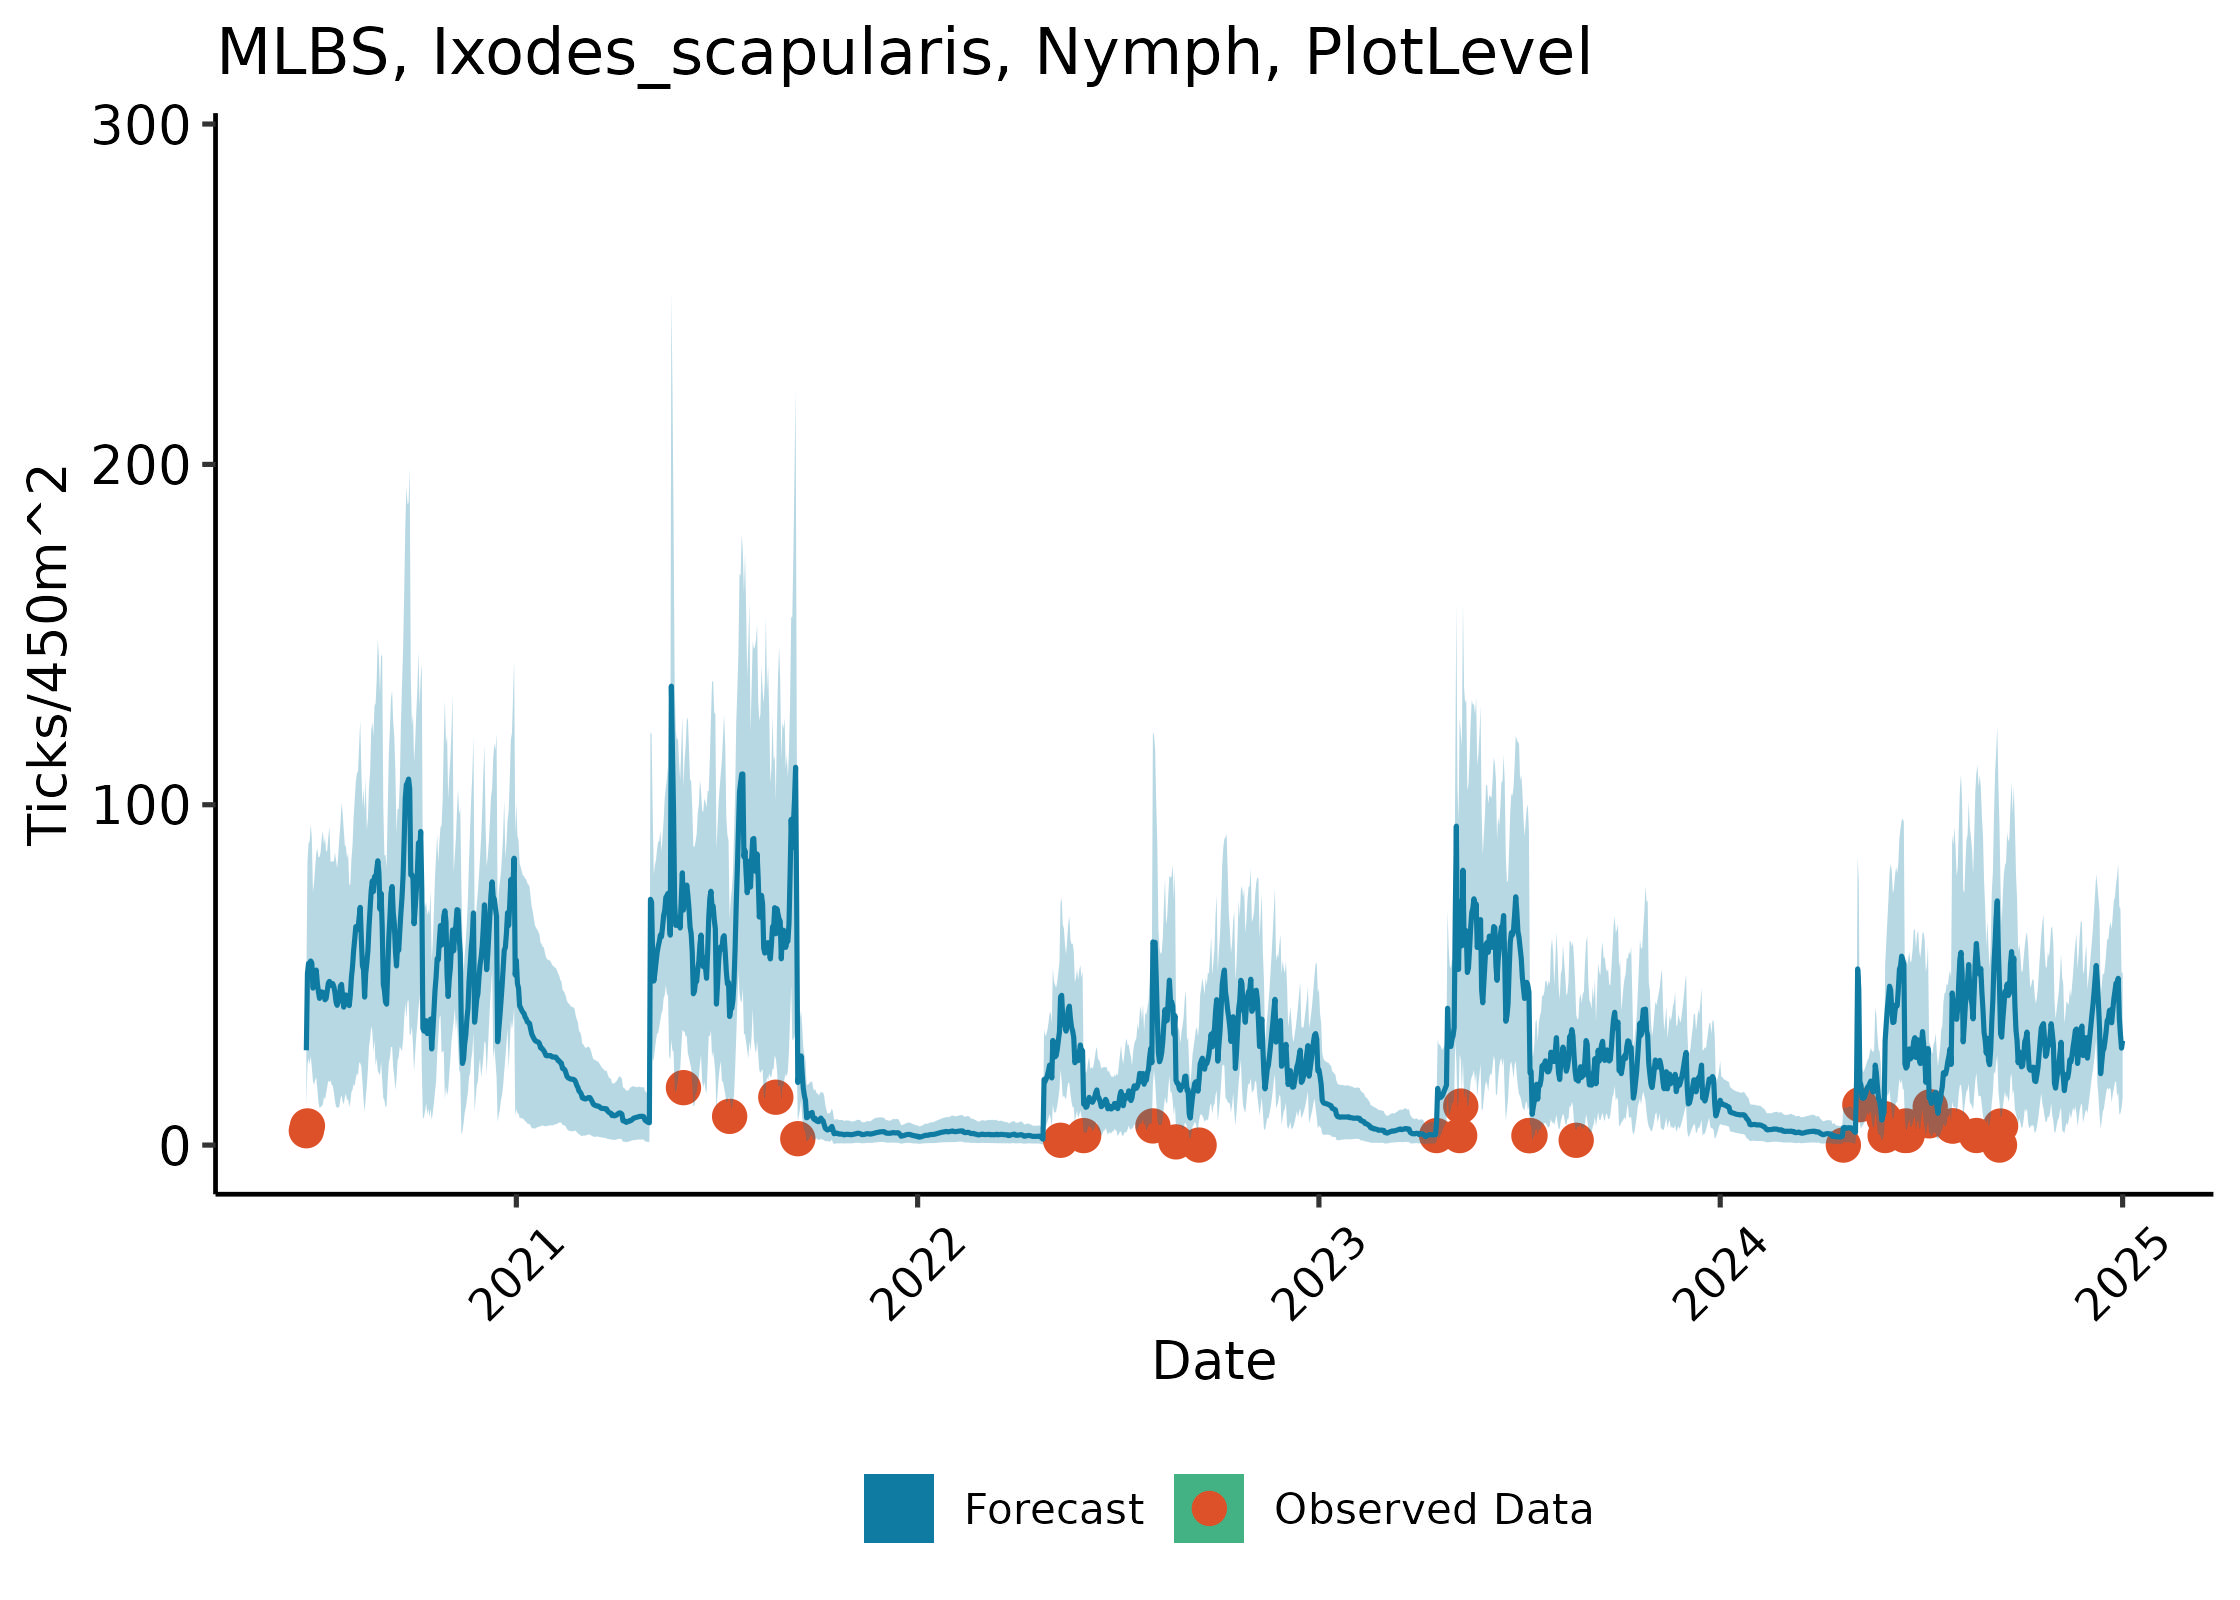 MLBS, Ixodes_scapularis, Nymph, PlotLevel
300
200
100
0
Ticks/450m^2
2021
2022
2023
2024
2025
Date
Forecast
Observed Data